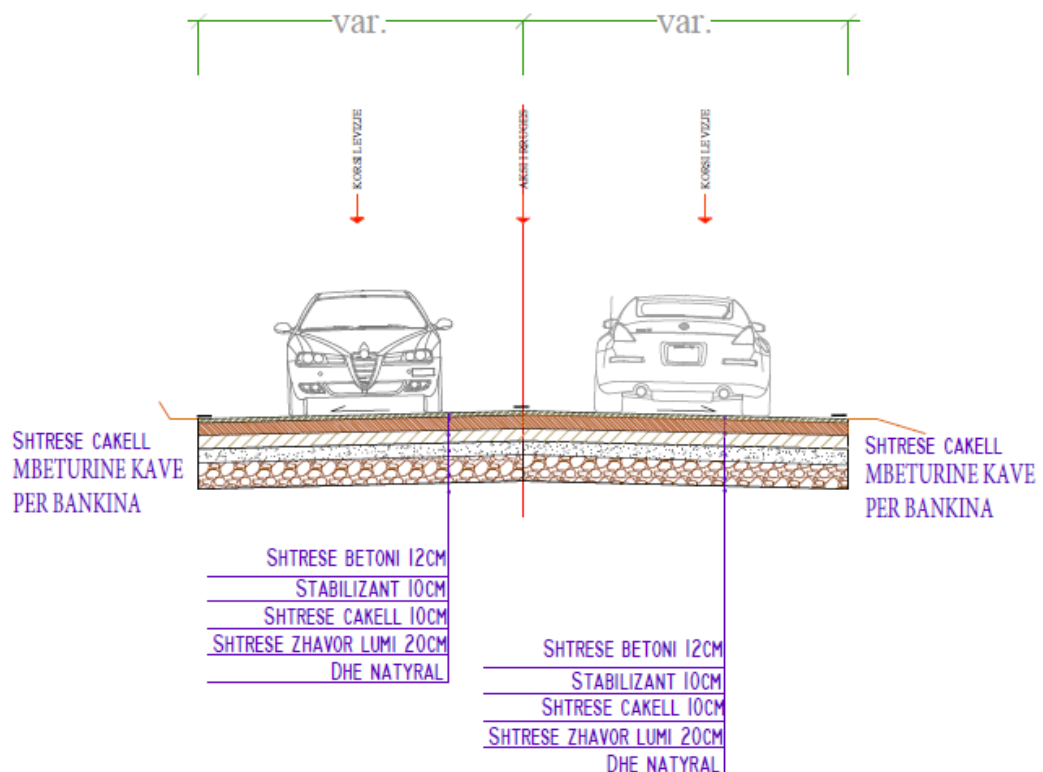 var.
var.
KORSI LEVIZJE
AKSI I RRUGES
KORSI LEVIZJE
SHTRESE CAKELL
MBETURINE KAVE
PER BANKINA
SHTRESE CAKELL
MBETURINE KAVE
PER BANKINA
SHTRESE BETONI 12CM
STABILIZANT 10CM
SHTRESE CAKELL 10CM
SHTRESE ZHAVOR LUMI 20CM
DHE NATYRAL
SHTRESE BETONI 12CM
STABILIZANT 10CM
SHTRESE CAKELL 10CM
SHTRESE ZHAVOR LUMI 20CM
DHE NATYRAL